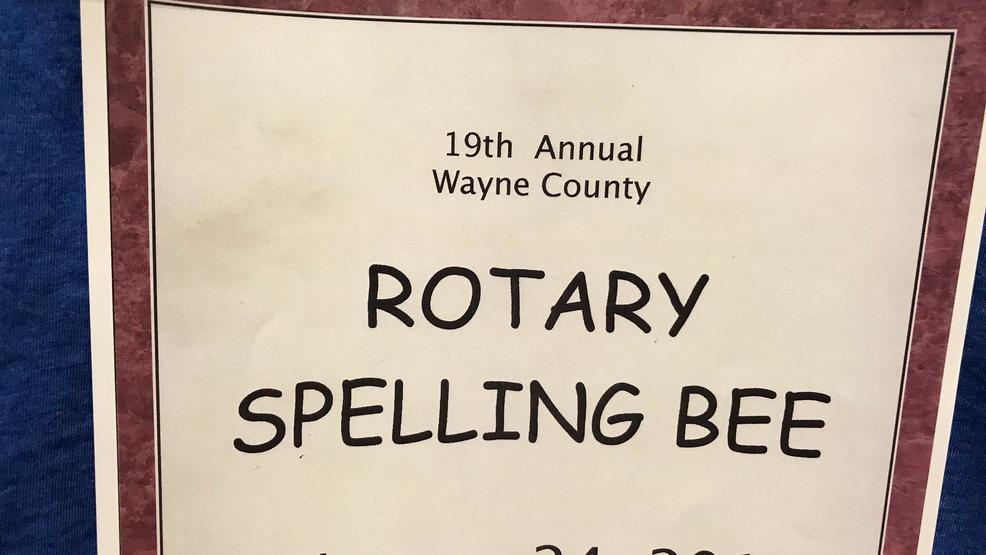 19th Annual
Wayne County
ROTARY
SPELLING BEE